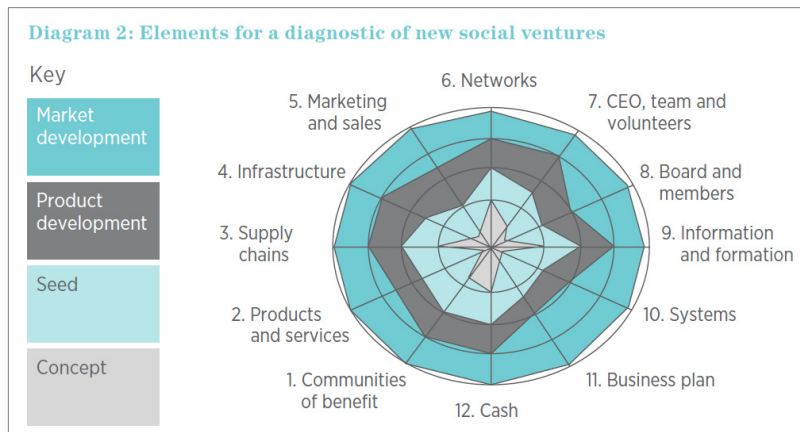 Diagram 2: Elements for a diagnostic of new social ventures
Key
Market
development
Product
development
Seed
Concept
6. Networks
5. Marketing
and sales
7. CEO, team and
volunteers
4. Infrastructure
8. Board and
members
3. Supply
chains
9. Information
and formation
2. Products
and services
10. Systems
1. Communities
of benefit
11. Business plan
12. Cash